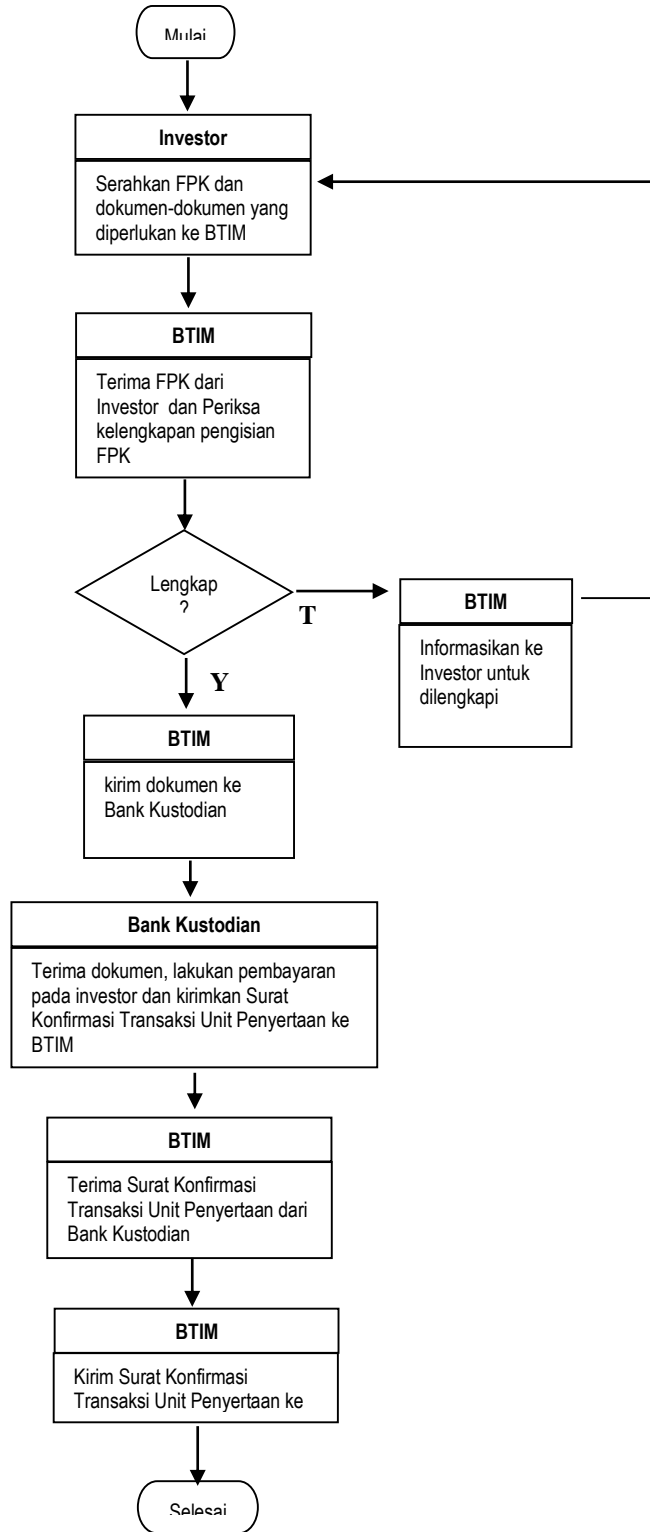 Mulai
Investor
Serahkan FPK dan
dokumen-dokumen yang
diperlukan ke BTIM
BTIM
Terima FPK dari
Investor dan Periksa
kelengkapan pengisian
FPK
Lengkap
?
T
BTIM
Informasikan ke
Investor untuk
dilengkapi
Y
BTIM
kirim dokumen ke
Bank Kustodian
Bank Kustodian
Terima dokumen, lakukan pembayaran
pada investor dan kirimkan Surat
Konfirmasi Transaksi Unit Penyertaan ke
BTIM
BTIM
Terima Surat Konfirmasi
Transaksi Unit Penyertaan dari
Bank Kustodian
BTIM
Kirim Surat Konfirmasi
Transaksi Unit Penyertaan ke
Selesai